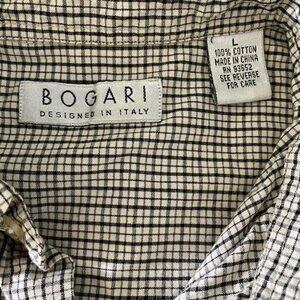 BOGARI
DESIGNED IN ITALY
L
100% COTTON
MADE IN CHINA
RN 93652
SEE REVERSE
FOR CARE